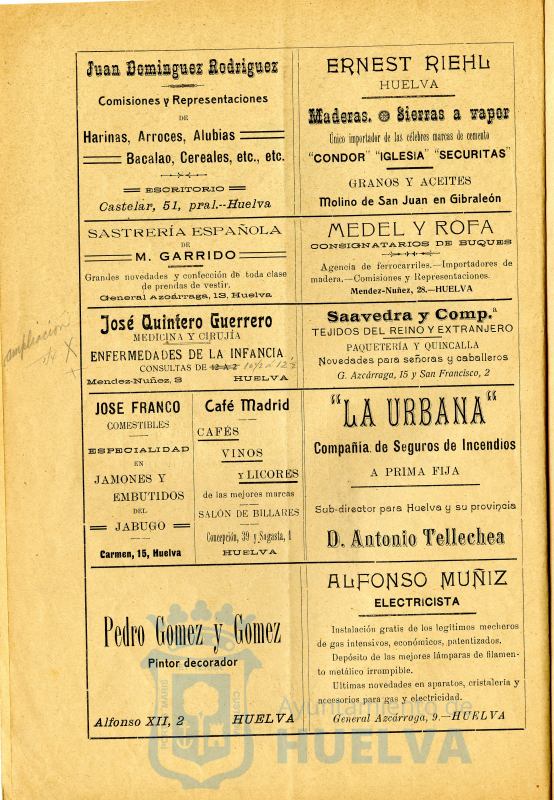 Juan Dominguez Rodriguez
Comisiones y Representaciones
DE
Harinas, Arroces, Alubias
Bacalao, Cereales, etc., etc.
ESCRITORIO
Castelar, 51, pral.--Huelva
ERNEST RIEHL
HUELVA
Maderas. Sierras a vapor
Único importador de las célebres marcas de cemento
"CONDOR" "IGLESIA" "SECURITAS"
GRANOS Y ACEITES
Molino de San Juan en Gibraleón
SASTRERÍA ESPAÑOLA
DE
M. GARRIDO
Grandes novedades y confección de toda clase
de prendas de vestir.
General Azcárraga, 13, Huelva
MEDEL Y ROFA
CONSIGNATARIOS DE BUQUES
Agencia de ferrocarriles.—Importadores de
madera.—Comisiones y Representaciones.
Mendez-Nuñez, 28.—HUELVA
ampliación
1/4 X
José Quintero Guerrero
MEDICINA Y CIRUJÍA
ENFERMEDADES DE LA INFANCIA
CONSULTAS DE 12 A 2
Mendez-Nuñez, 3 HUELVA
Saavedra y Comp.ª
TEJIDOS DEL REINO Y EXTRANJERO
PAQUETERÍA Y QUINCALLA
Novedades para señoras y caballeros
G. Azcárraga, 15 y San Francisco, 2
JOSE FRANCO
COMESTIBLES
ESPECIALIDAD
EN
JAMONES Y
EMBUTIDOS
DEL
JABUGO
Carmen, 15, Huelva
Café Madrid
CAFÉS
VINOS
Y LICORES
de las mejores marcas
SALÓN DE BILLARES
Concepción, 39 y Sagasta, 1
HUELVA
"LA URBANA"
Compañía de Seguros de Incendios
A PRIMA FIJA
Sub-director para Huelva y su provincia
D. Antonio Tellechea
Pedro Gomez y Gomez
Pintor decorador
Alfonso XII, 2 HUELVA
ALFONSO MUÑIZ
ELECTRICISTA
Instalación gratis de los legítimos mecheros
de gas intensivos, económicos, patentizados.
Depósito de las mejores lámparas de filamento
metálico irrompible.
Ultimas novedades en aparatos, cristalería y
accesorios para gas y electricidad.
General Azcárraga, 9.—HUELVA
Ayuntamiento de
HUELVA